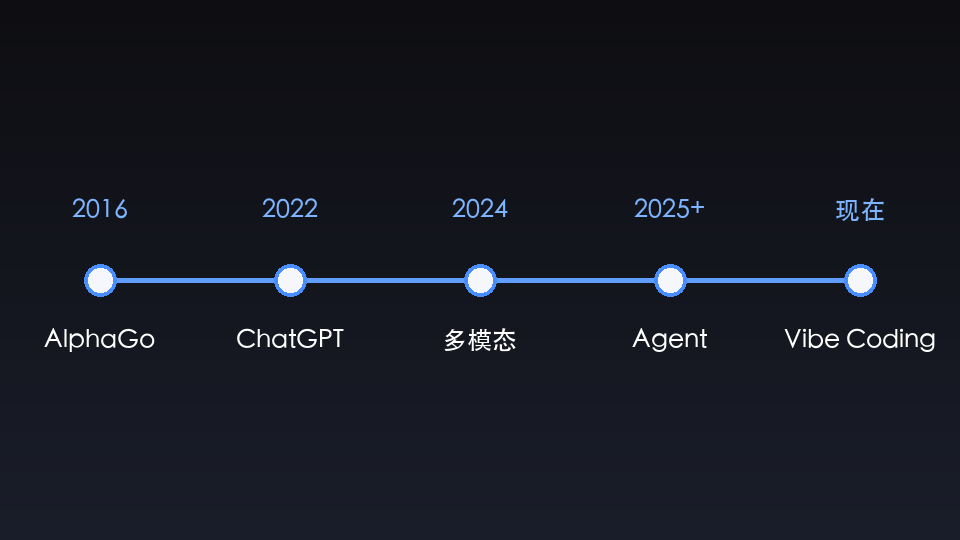 2016
2022
2024
2025+
现在
AlphaGo
ChatGPT
多模态
Agent
Vibe Coding